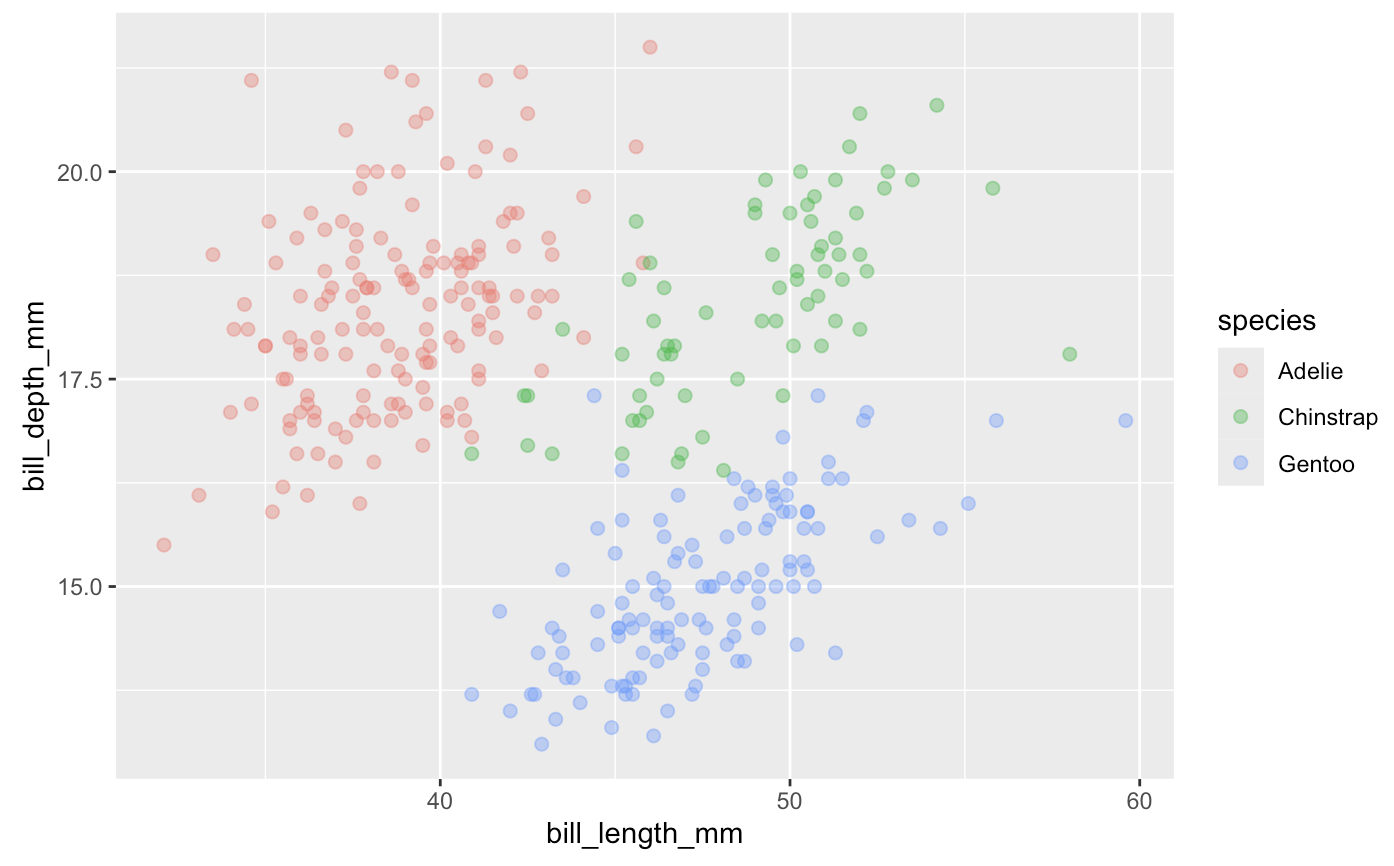 bill_depth_mm
20.0
17.5
15.0
40
50
60
bill_length_mm
species
Adelie
Chinstrap
Gentoo